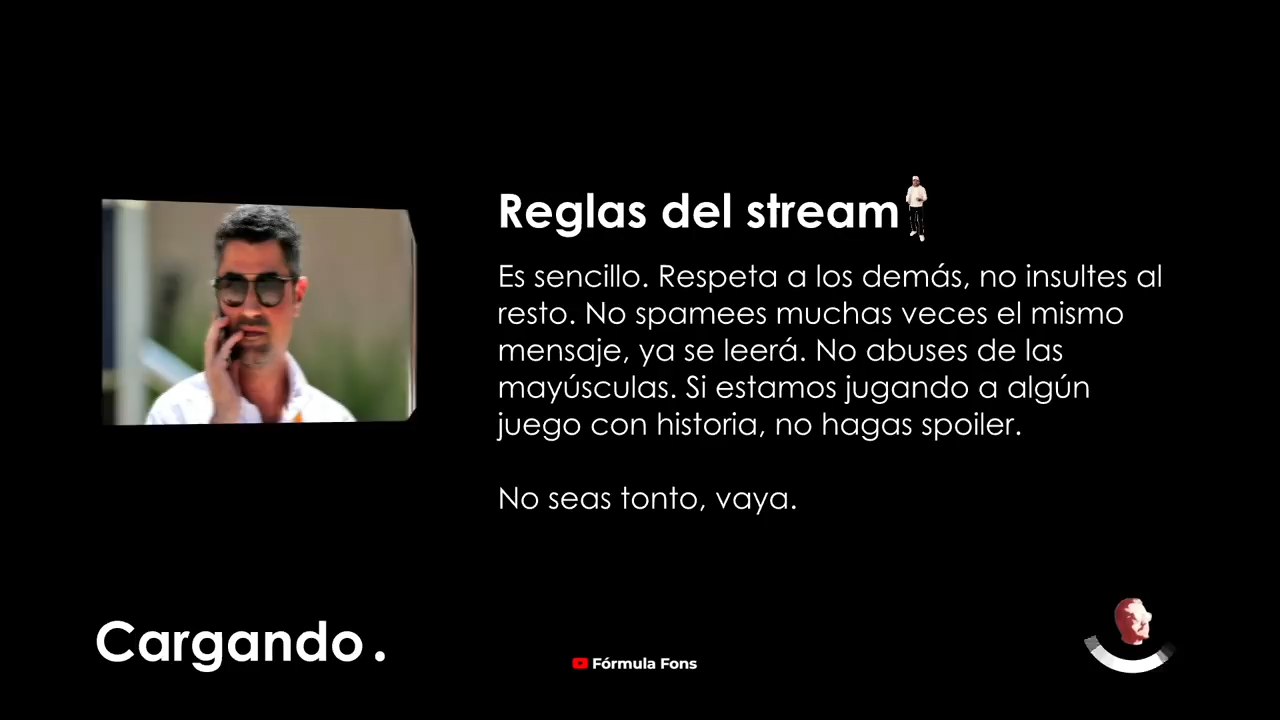 Reglas del stream
Es sencillo. Respeta a los demás, no insultes al
resto. No spamees muchas veces el mismo
mensaje, ya se leerá. No abuses de las
mayúsculas. Si estamos jugando a algún
juego con historia, no hagas spoiler.
No seas tonto, vaya.
Cargando.
Fórmula Fons